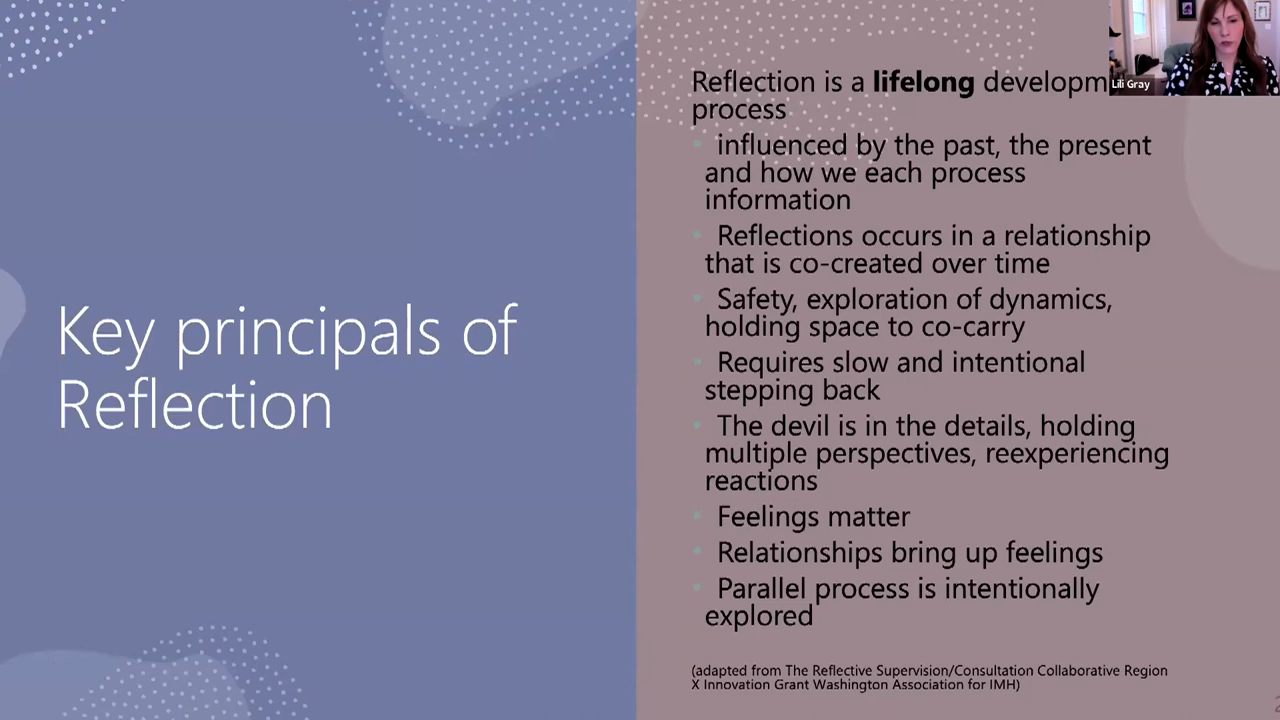 Key principals of
Reflection
Reflection is a lifelong developm
process
influenced by the past, the present
and how we each process
information
Reflections occurs in a relationship
that is co-created over time
Safety, exploration of dynamics,
holding space to co-carry
Requires slow and intentional
stepping back
The devil is in the details, holding
multiple perspectives, reexperiencing
reactions
Feelings matter
Relationships bring up feelings
Parallel process is intentionally
explored
(adapted from The Reflective Supervision/Consultation Collaborative Region
X Innovation Grant Washington Association for IMH)
Lili Gray